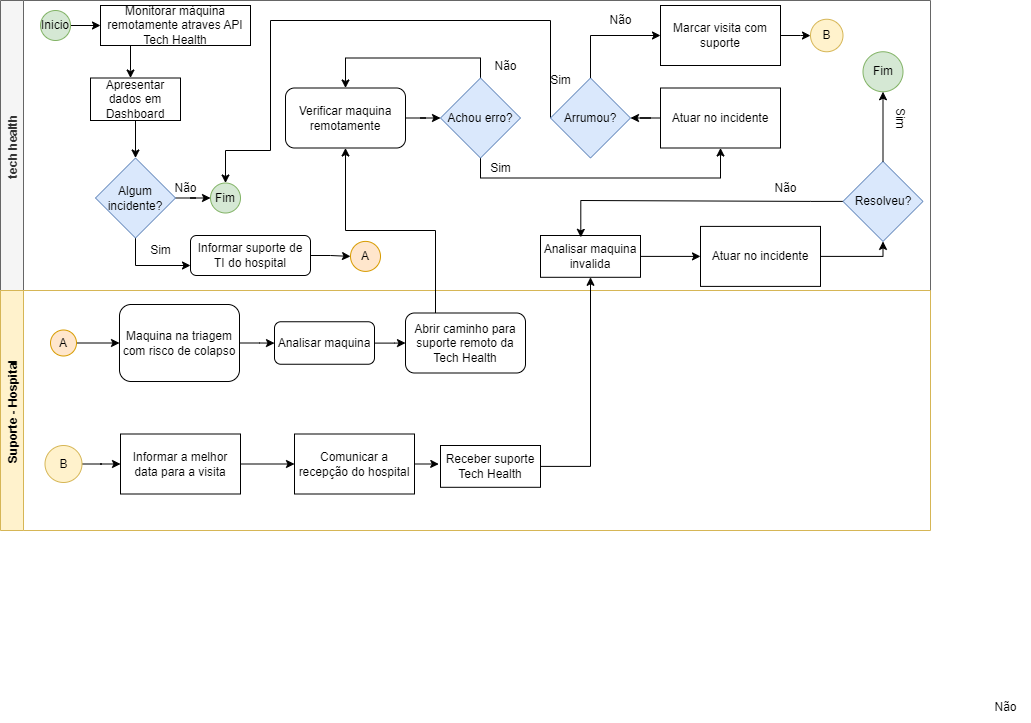 tech health
Inicio
Monitorar máquina
remotamente atraves API
Tech Health
Apresentar
dados em
Dashboard
Algum
incidente?
Não
Fim
Sim
Informar suporte de
TI do hospital
A
Verificar maquina
remotamente
Não
Achou erro?
Sim
Sim
Arrumou?
Não
Atuar no incidente
Marcar visita com
suporte
B
Fim
Sim
Resolveu?
Não
Analisar maquina
invalida
Atuar no incidente
Suporte - Hospital
A
Maquina na triagem
com risco de colapso
Analisar maquina
Abrir caminho para
suporte remoto da
Tech Health
B
Informar a melhor
data para a visita
Comunicar a
recepção do hospital
Receber suporte
Tech Health
Não